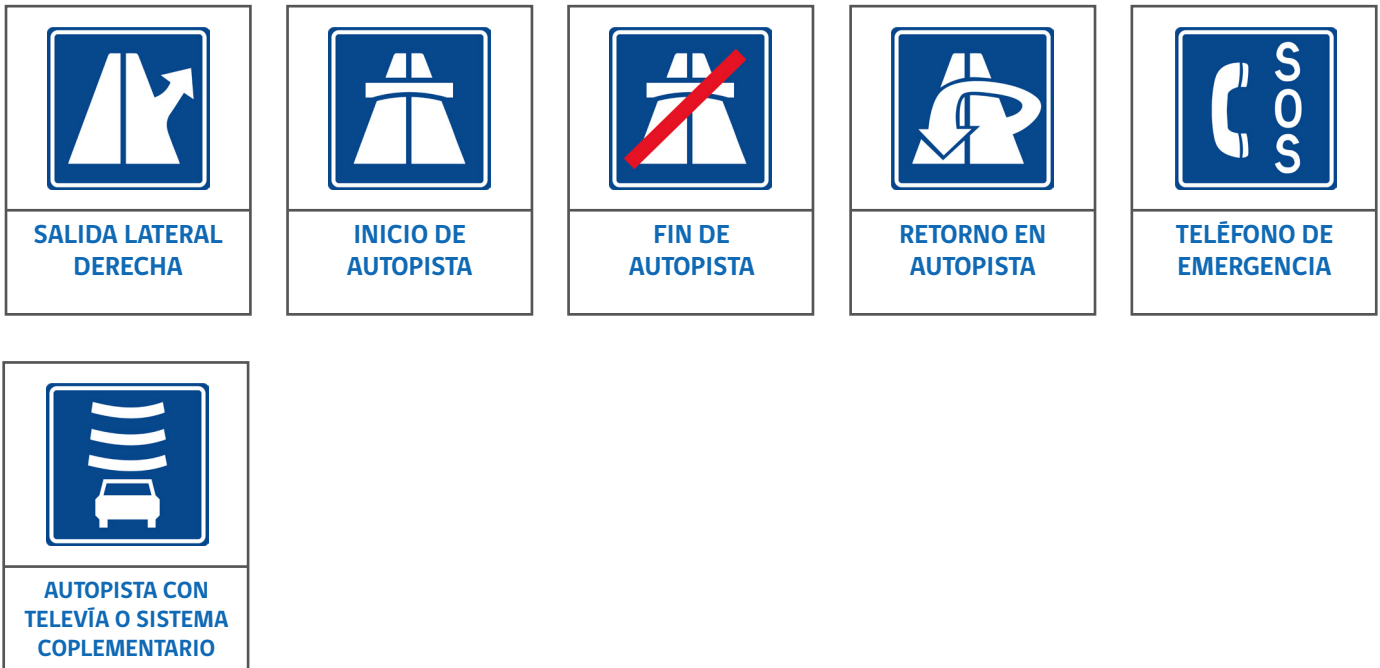 SOS
SALIDA LATERAL
DERECHA
INICIO DE
AUTOPISTA
FIN DE
AUTOPISTA
RETORNO EN
AUTOPISTA
TELÉFONO DE
EMERGENCIA
AUTOPISTA CON
TELEVÍA O SISTEMA
COPLEMENTARIO